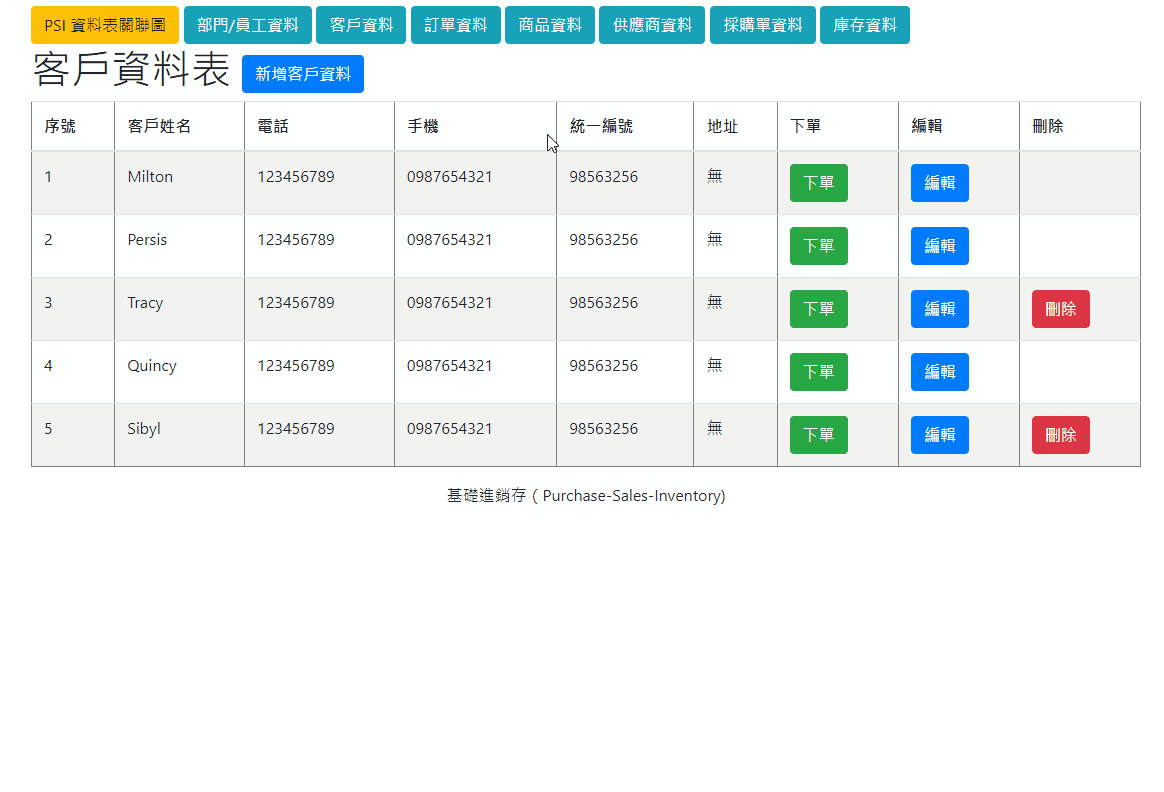 PSI 資料表關聯圖 部門/員工資料 客戶資料 訂單資料 商品資料 供應商資料 採購單資料 庫存資料
客戶資料表 新增客戶資料
序號 客戶姓名 電話 手機 統一編號 地址 下單 編輯 刪除
1 Milton 123456789 0987654321 98563256 無 下單 編輯
2 Persis 123456789 0987654321 98563256 無 下單 編輯
3 Tracy 123456789 0987654321 98563256 無 下單 編輯 刪除
4 Quincy 123456789 0987654321 98563256 無 下單 編輯
5 Sibyl 123456789 0987654321 98563256 無 下單 編輯 刪除
基礎進銷存 ( Purchase-Sales-Inventory)